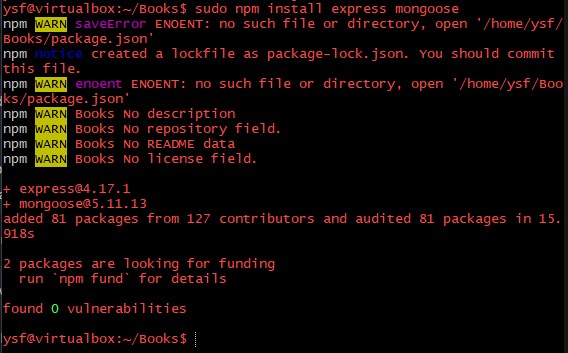 ysf@virtualbox:~/Books$ sudo npm install express mongoose
npm WARN saveError ENOENT: no such file or directory, open '/home/ysf/
Books/package.json'
npm notice created a lockfile as package-lock.json. You should commit
this file.
npm WARN enoent ENOENT: no such file or directory, open '/home/ysf/Boo
ks/package.json'
npm WARN Books No description
npm WARN Books No repository field.
npm WARN Books No README data
npm WARN Books No license field.
+ express@4.17.1
+ mongoose@5.11.13
added 81 packages from 127 contributors and audited 81 packages in 15.
918s
2 packages are looking for funding
run `npm fund` for details
found 0 vulnerabilities
ysf@virtualbox:~/Books$